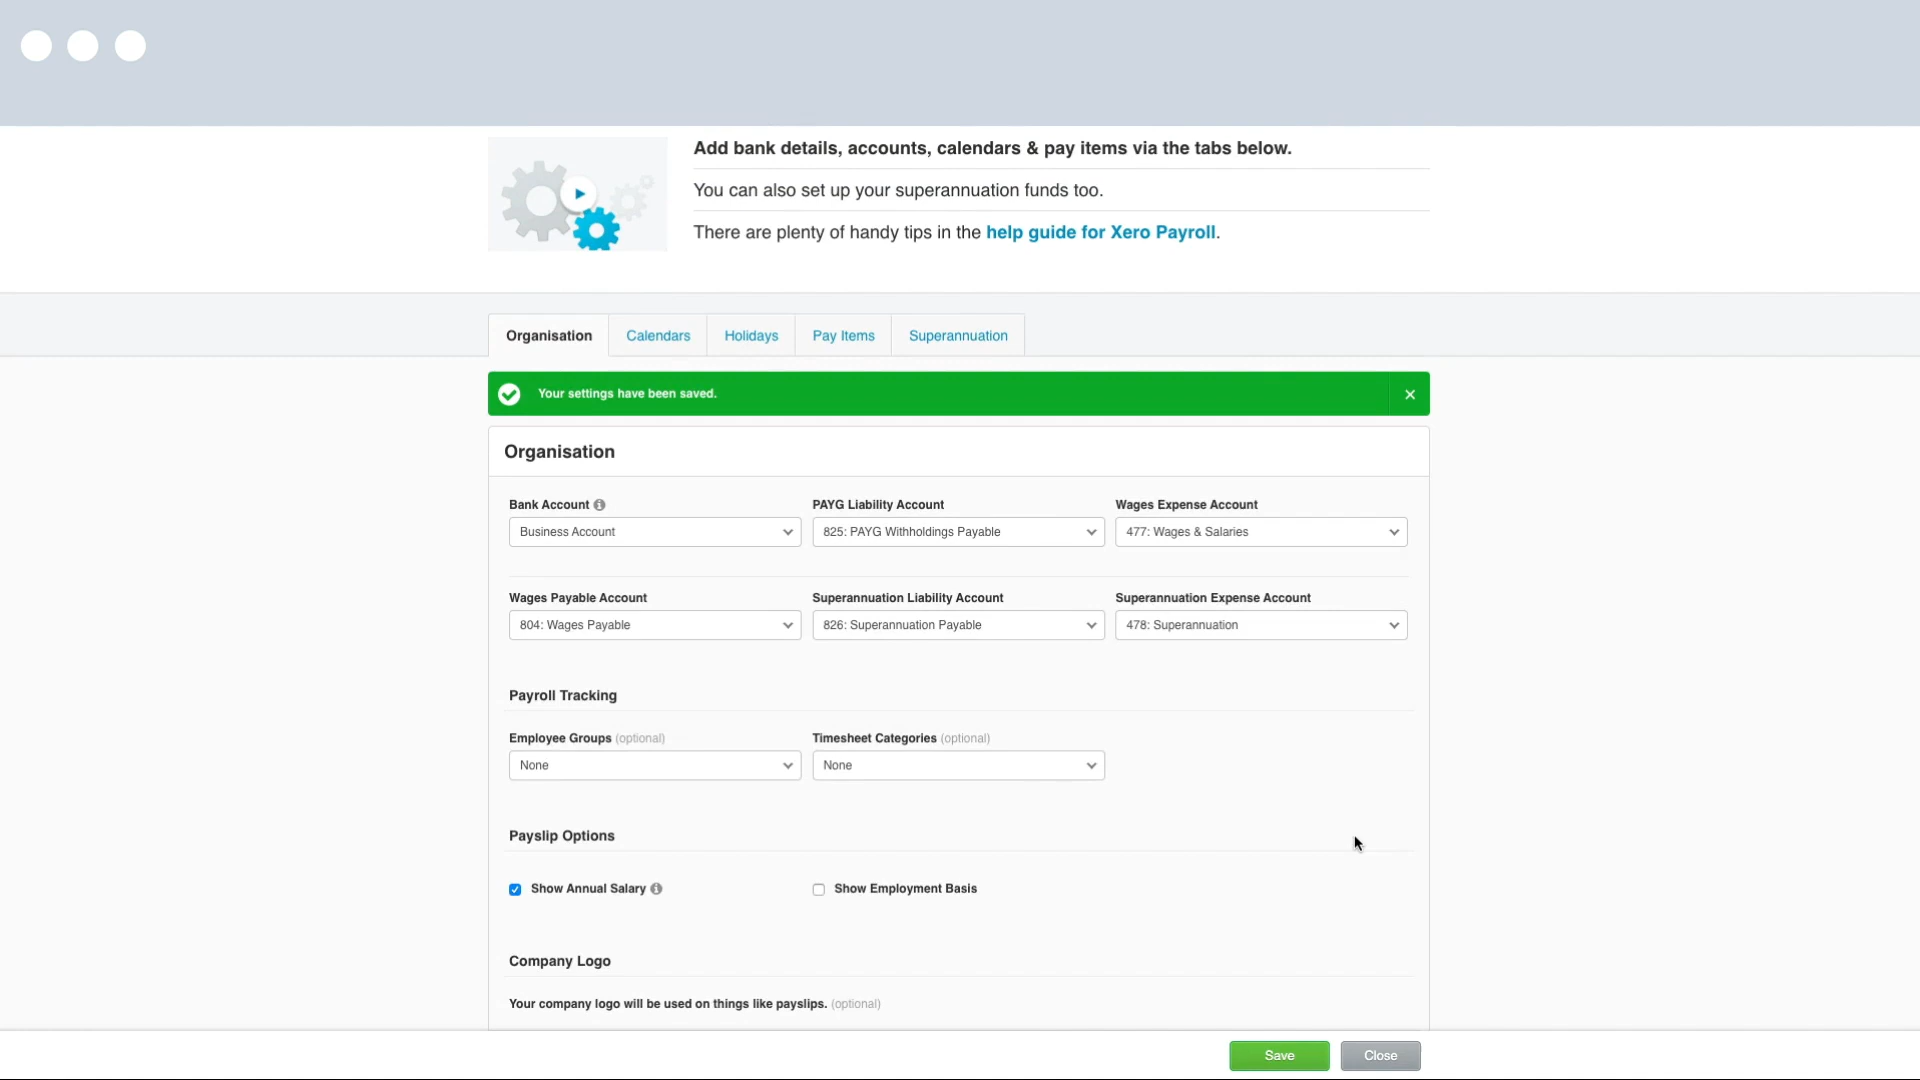 Add bank details, accounts, calendars & pay items via the tabs below.
You can also set up your superannuation funds too.
There are plenty of handy tips in the help guide for Xero Payroll.
Organisation Calendars Holidays Pay Items Superannuation
Your settings have been saved.
Organisation
Bank Account PAYG Liability Account Wages Expense Account
Business Account 825: PAYG Withholdings Payable 477: Wages & Salaries
Wages Payable Account Superannuation Liability Account Superannuation Expense Account
804: Wages Payable 826: Superannuation Payable 478: Superannuation
Payroll Tracking
Employee Groups (optional) Timesheet Categories (optional)
None None
Payslip Options
Show Annual Salary Show Employment Basis
Company Logo
Your company logo will be used on things like payslips. (optional)
Save Close